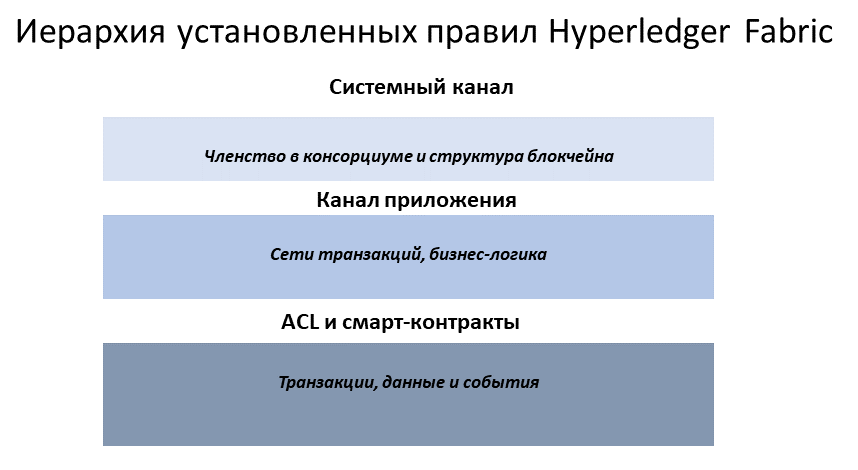 Иерархия установленных правил Hyperledger Fabric
Системный канал
Членство в консорциуме и структура блокчейна
Канал приложения
Сети транзакций, бизнес-логика
ACL и смарт-контракты
Транзакции, данные и события